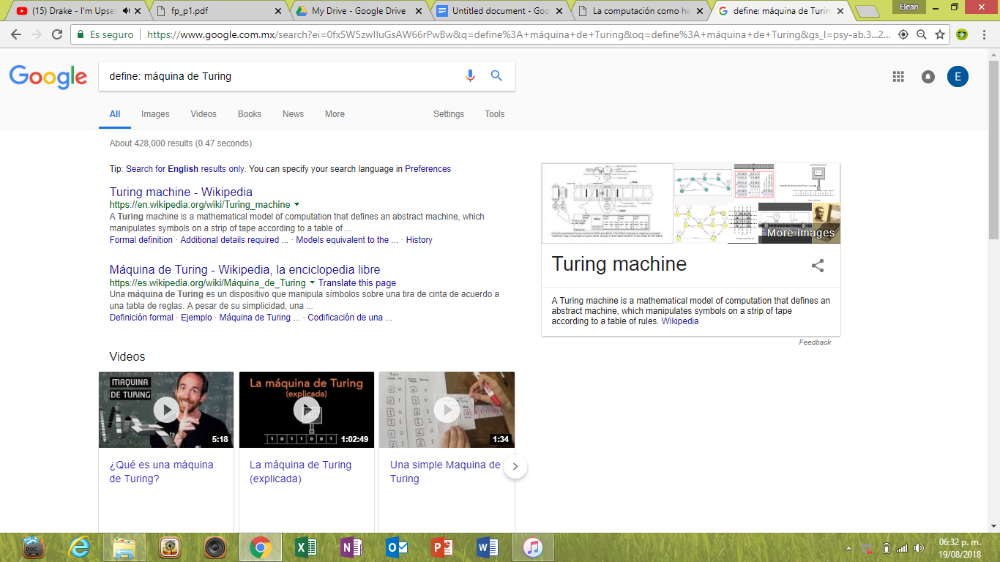 (15) Drake - I'm Upset
fp_p1.pdf
My Drive - Google Drive
Untitled document - Goo
La computación como he
define: máquina de Turin
Elean
Es seguro
https://www.google.com.mx/search?ei=0fx5W5zwIIuGsAW66rPwBw&q=define%3A+máquina+de+Turing&oq=define%3A+máquina+de+Turing&gs_l=psy-ab.3...2...
Google
define: máquina de Turing
E
All
Images
Videos
Books
News
More
Settings
Tools
About 428,000 results (0.47 seconds)
Tip: Search for English results only. You can specify your search language in Preferences
Turing machine - Wikipedia
https://en.wikipedia.org/wiki/Turing_machine
A Turing machine is a mathematical model of computation that defines an abstract machine, which
manipulates symbols on a strip of tape according to a table of ...
Formal definition · Additional details required ... · Models equivalent to the ... · History
Máquina de Turing - Wikipedia, la enciclopedia libre
https://es.wikipedia.org/wiki/Máquina_de_Turing Translate this page
Una máquina de Turing es un dispositivo que manipula símbolos sobre una tira de cinta de acuerdo a
una tabla de reglas. A pesar de su simplicidad, una ...
Definición formal · Ejemplo · Máquina de Turing ... · Codificación de una ...
Videos
MAQUINA
DE TURING
5:18
La máquina de Turing
(explicada)
1 0 1 1 0 0 1
1:02:49
1:34
¿Qué es una máquina
de Turing?
La máquina de Turing
(explicada)
Una simple Maquina de
Turing
More images
Turing machine
A Turing machine is a mathematical model of computation that defines an
abstract machine, which manipulates symbols on a strip of tape
according to a table of rules. Wikipedia
Feedback
DOC
06:32 p. m.
19/08/2018